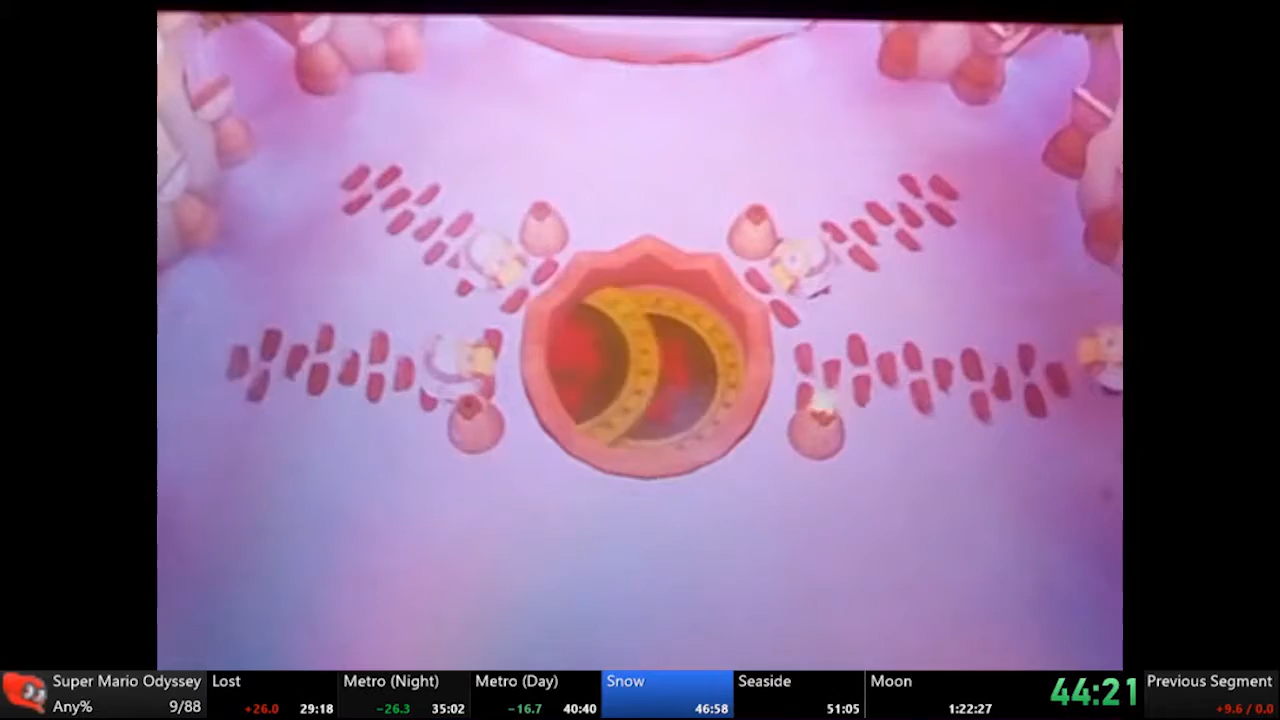 Super Mario Odyssey
Any% 9/88
Lost
+26.0 29:18
Metro (Night)
-26.3 35:02
Metro (Day)
-16.7 40:40
Snow
46:58
Seaside
51:05
Moon
1:22:27
44:21
Previous Segment
+9.6 / 0.0